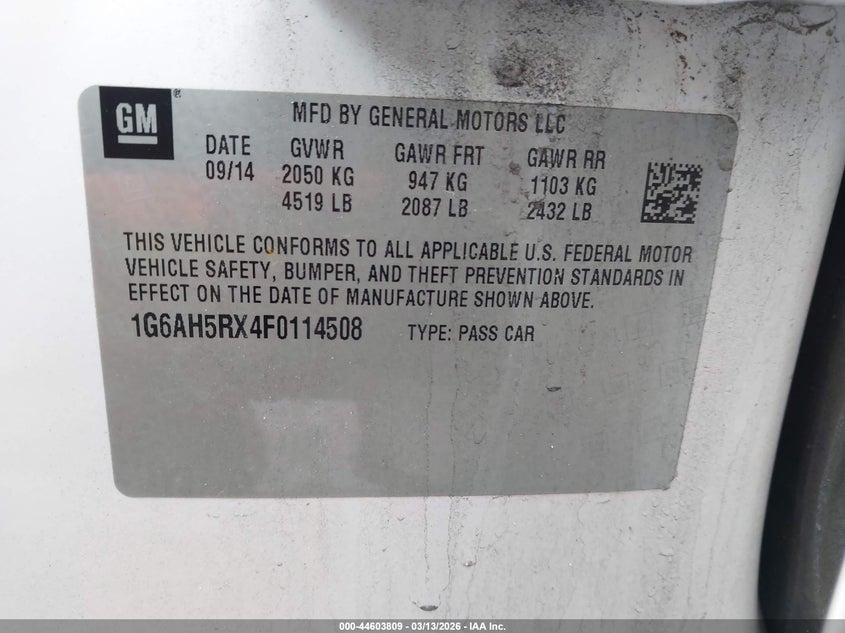 GM
MFD BY GENERAL MOTORS LLC
DATE GVWR GAWR FRT GAWR RR
09/14 2050 KG 947 KG 1103 KG
4519 LB 2087 LB 2432 LB
THIS VEHICLE CONFORMS TO ALL APPLICABLE U.S. FEDERAL MOTOR
VEHICLE SAFETY, BUMPER, AND THEFT PREVENTION STANDARDS IN
EFFECT ON THE DATE OF MANUFACTURE SHOWN ABOVE.
1G6AH5RX4F0114508 TYPE: PASS CAR
000-44603809 — 03/13/2026 — IAA Inc.